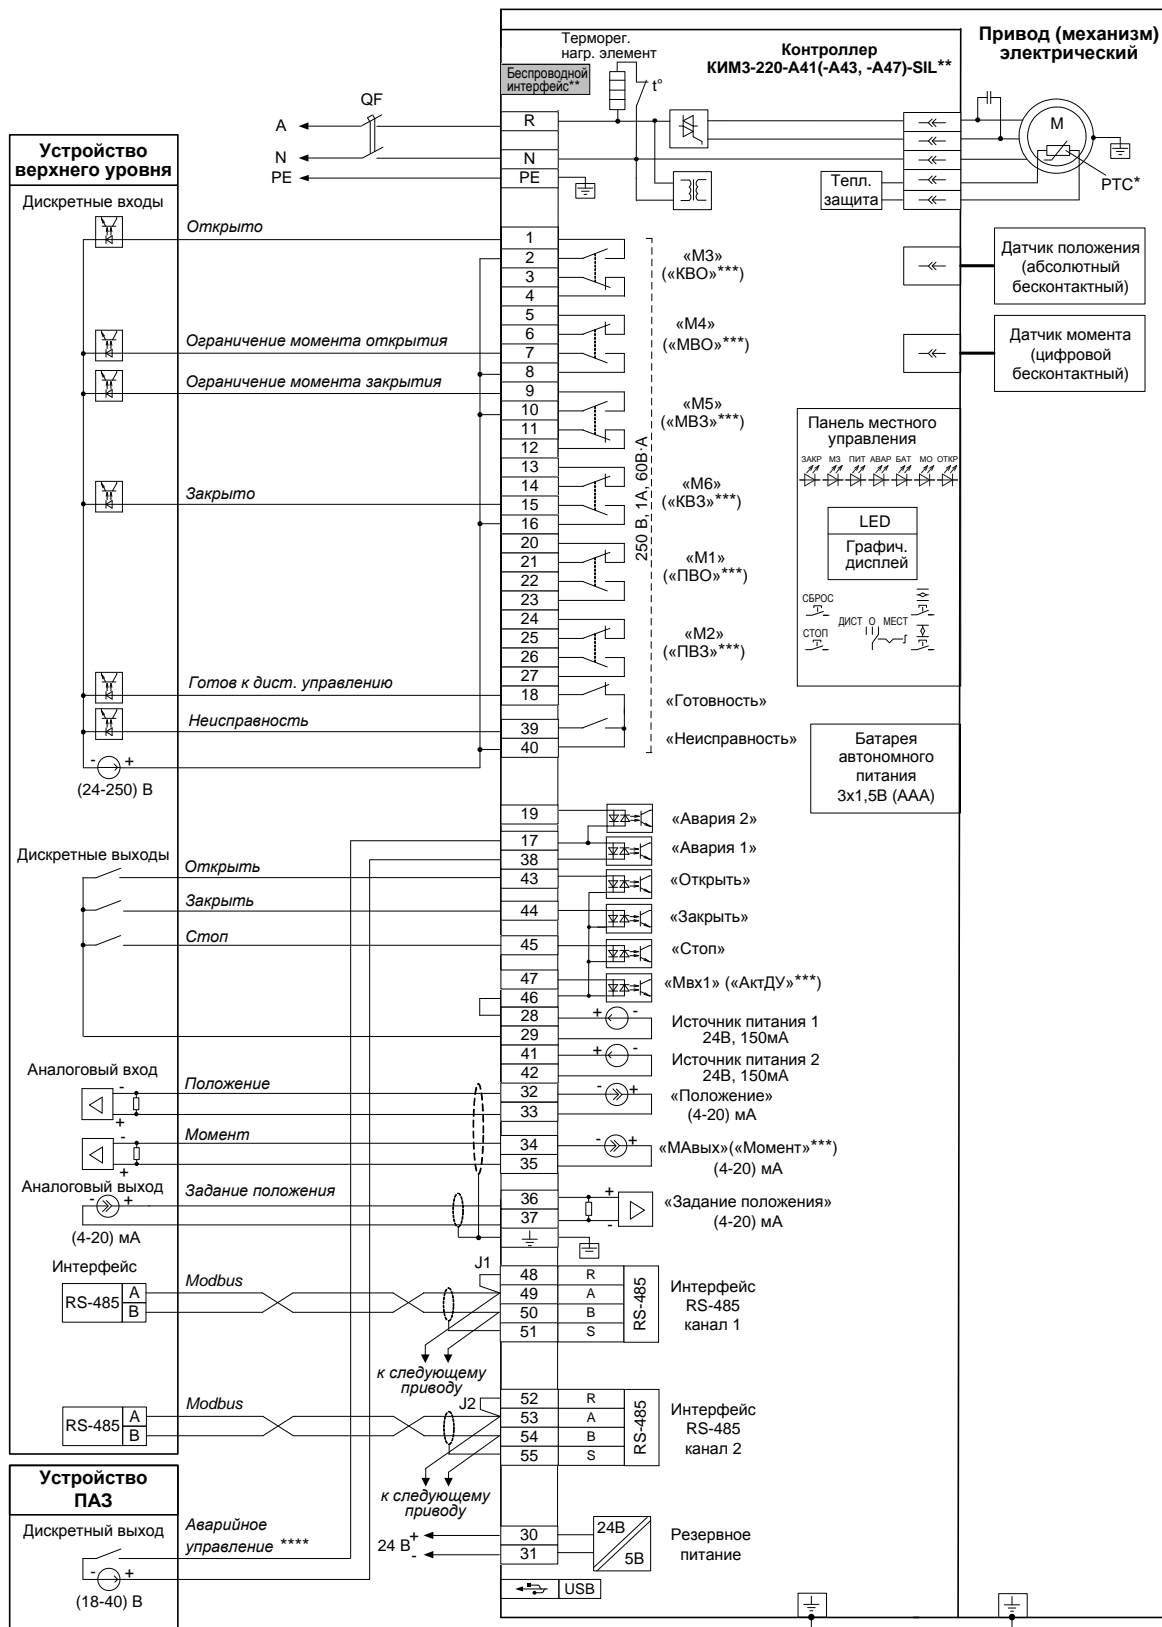 Терморег.
нагр. элемент
Беспроводной
интерфейс**
t°
Контроллер
КИМ3-220-А41(-А43, -А47)-SIL**
Привод (механизм)
электрический
QF
A
N
PE
R
N
PE
M
PTC*
Тепл.
защита
Датчик положения
(абсолютный
бесконтактный)
Датчик момента
(цифровой
бесконтактный)
Устройство
верхнего уровня
Дискретные входы
Открыто
Ограничение момента открытия
Ограничение момента закрытия
Закрыто
Готов к дист. управлению
Неисправность
- +
(24-250) В
1
2
3
4
5
6
7
8
9
10
11
12
13
14
15
16
20
21
22
23
24
25
26
27
18
39
40
«М3»
(«КВО»***)
«М4»
(«МВО»***)
«М5»
(«МВЗ»***)
«М6»
(«КВЗ»***)
«М1»
(«ПВО»***)
«М2»
(«ПВЗ»***)
«Готовность»
«Неисправность»
250 В, 1А, 60В·А
Панель местного
управления
ЗАКР МЗ ПИТ АВАР БАТ МО ОТКР
LED
Графич.
дисплей
СБРОС
СТОП
ДИСТ О МЕСТ
Батарея
автономного
питания
3х1,5В (ААА)
Дискретные выходы
Открыть
Закрыть
Стоп
19
17
38
43
44
45
47
46
28
29
41
42
32
33
34
35
36
37
«Авария 2»
«Авария 1»
«Открыть»
«Закрыть»
«Стоп»
«Мвх1» («АктДУ»***)
+ -
Источник питания 1
24В, 150мА
+ -
Источник питания 2
24В, 150мА
- +
«Положение»
(4-20) мА
- +
«МАвых»(«Момент»***)
(4-20) мА
+
-
«Задание положения»
(4-20) мА
Аналоговый вход
-
+
Положение
-
+
Момент
Аналоговый выход
- +
Задание положения
(4-20) мА
Интерфейс
RS-485
A
B
Modbus
J1
48 R
49 A
50 B
51 S
RS-485
Интерфейс
RS-485
канал 1
к следующему
приводу
RS-485
A
B
Modbus
J2
52 R
53 A
54 B
55 S
RS-485
Интерфейс
RS-485
канал 2
к следующему
приводу
Устройство
ПАЗ
Дискретный выход
Аварийное
управление ****
- +
(18-40) В
24 В
+
-
30
31
24В
5В
Резервное
питание
USB